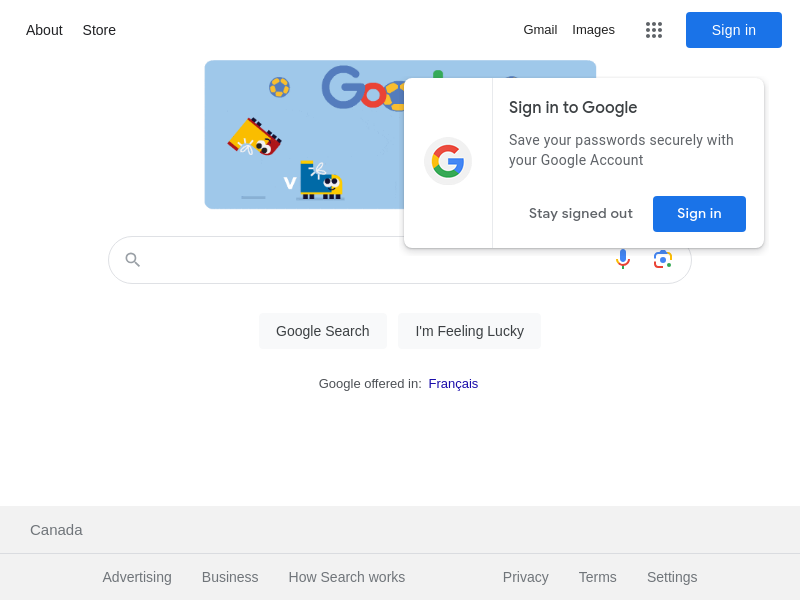 About Store Gmail Images Sign in
Goo
v
Sign in to Google
Save your passwords securely with
your Google Account
Stay signed out Sign in
Google Search I'm Feeling Lucky
Google offered in: Français
Canada
Advertising Business How Search works Privacy Terms Settings